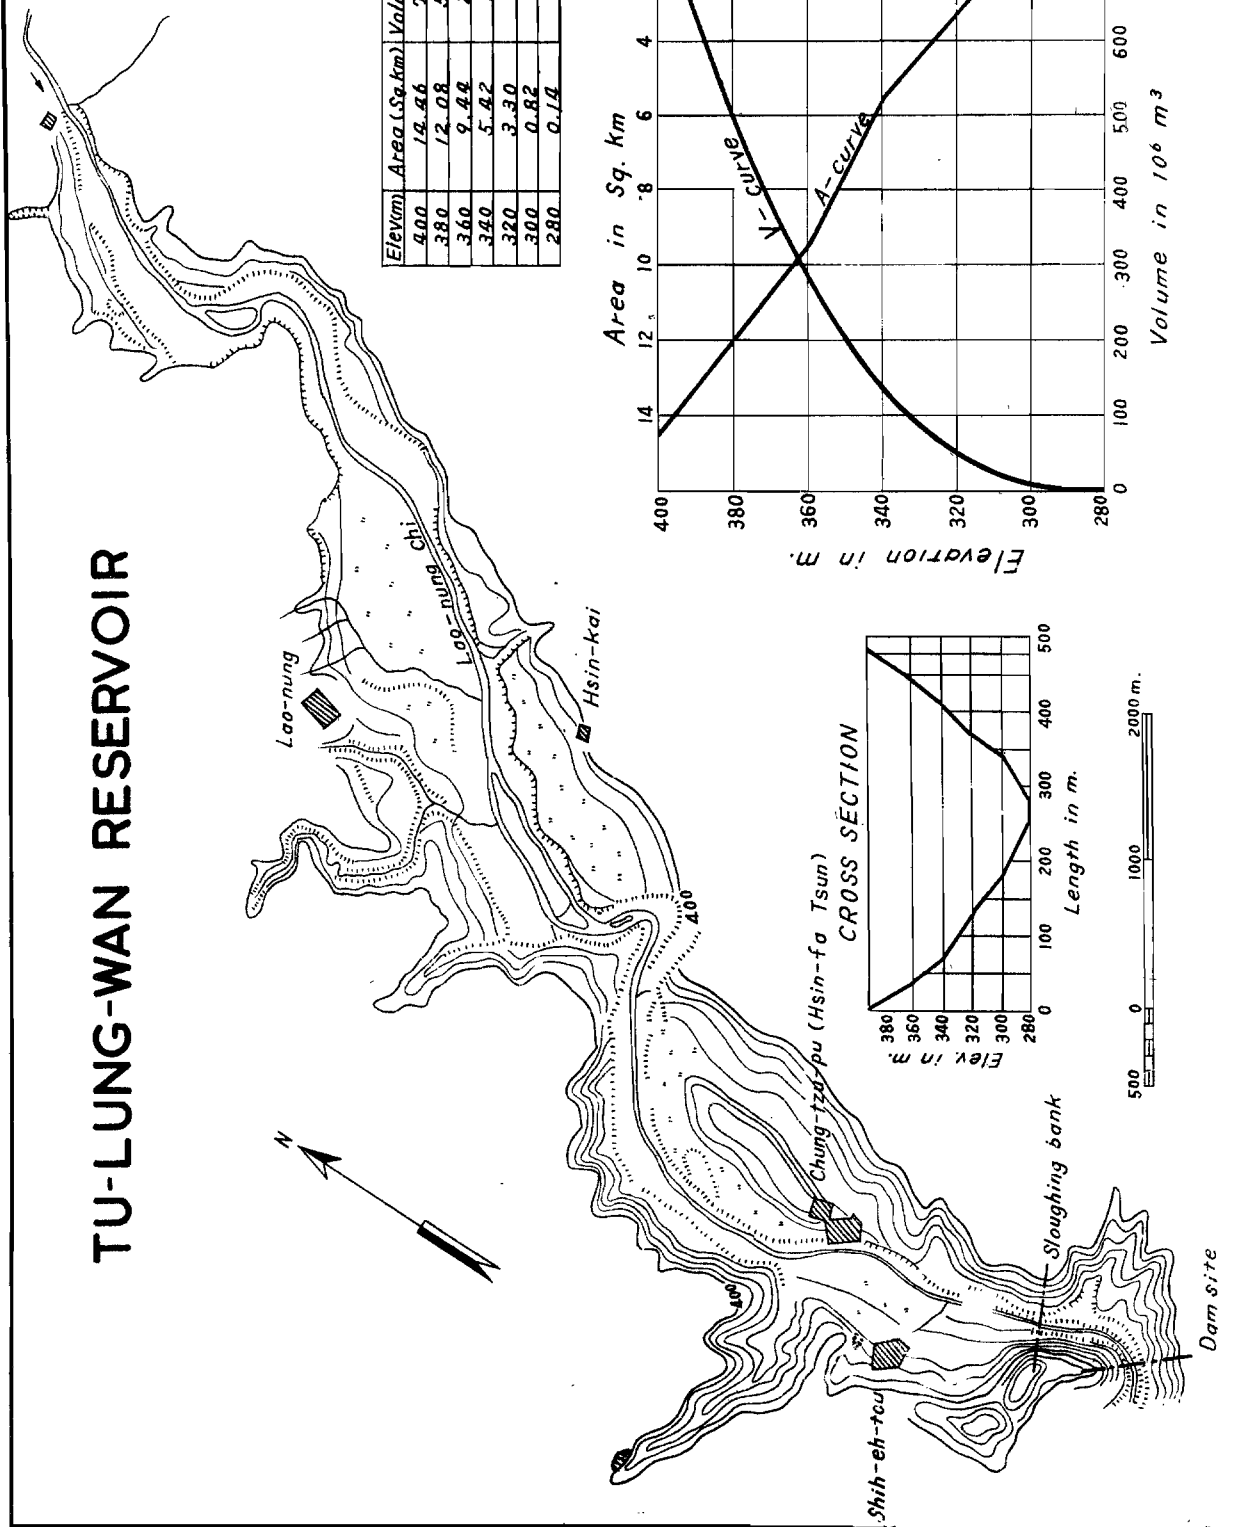 TU-LUNG-WAN RESERVOIR
N
Lao-nung
Lao-nung Chi
Hsin-kai
400
400
Chung-tzu-pu (Hsin-fa Tsun)
Shih-eh-tou
Sloughing bank
Dam site
Elev(m) Area (Sq.km)
400 14.46
380 12.08
360 9.44
340 5.42
320 3.30
300 0.82
280 0.14
Area in Sq. km
14 12 10 8 6 4
V-curve
A-curve
400
380
360
340
320
300
280
Elevation in m.
0 100 200 300 400 500 600
Volume in 10⁶ m³
CROSS SECTION
380
360
340
320
300
280
Elev. in m.
0 100 200 300 400 500
Length in m.
500 0 1000 2000 m.